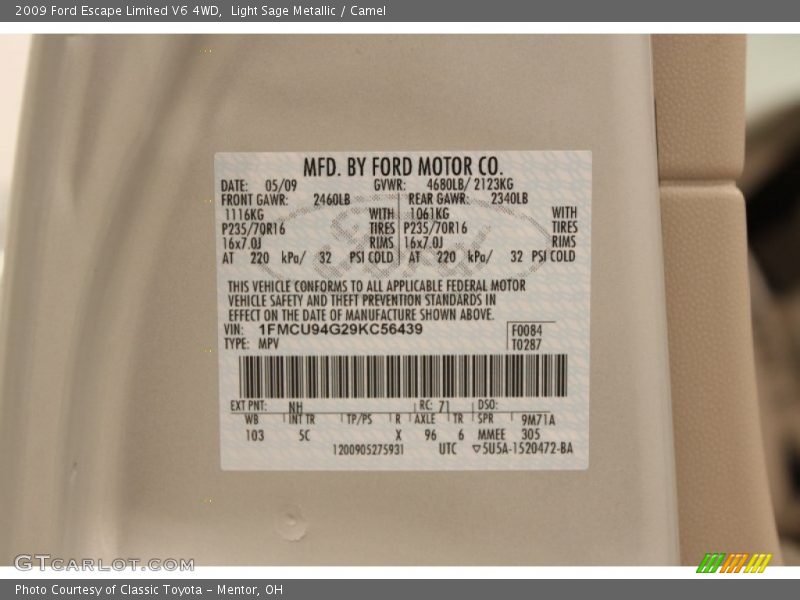 2009 Ford Escape Limited V6 4WD,  Light Sage Metallic / Camel
MFD. BY FORD MOTOR CO.
DATE: 05/09 GVWR: 4680LB/ 2123KG
FRONT GAWR: 2460LB REAR GAWR: 2340LB
1116KG WITH 1061KG WITH
P235/70R16 TIRES P235/70R16 TIRES
16x7.0J RIMS 16x7.0J RIMS
AT 220 kPa/ 32 PSI COLD AT 220 kPa/ 32 PSI COLD
THIS VEHICLE CONFORMS TO ALL APPLICABLE FEDERAL MOTOR
VEHICLE SAFETY AND THEFT PREVENTION STANDARDS IN
EFFECT ON THE DATE OF MANUFACTURE SHOWN ABOVE.
VIN: 1FMCU94G29KC56439 F0084
TYPE: MPV T0287
EXT PNT: NH RC: 71 DSO:
WB INT TR TP/PS R AXLE TR SPR 9M71A
103 5C X 96 6 MMEE 305
1200905275931 UTC ▽5U5A-1520472-BA
GTCARLOT.COM
Photo Courtesy of Classic Toyota – Mentor, OH